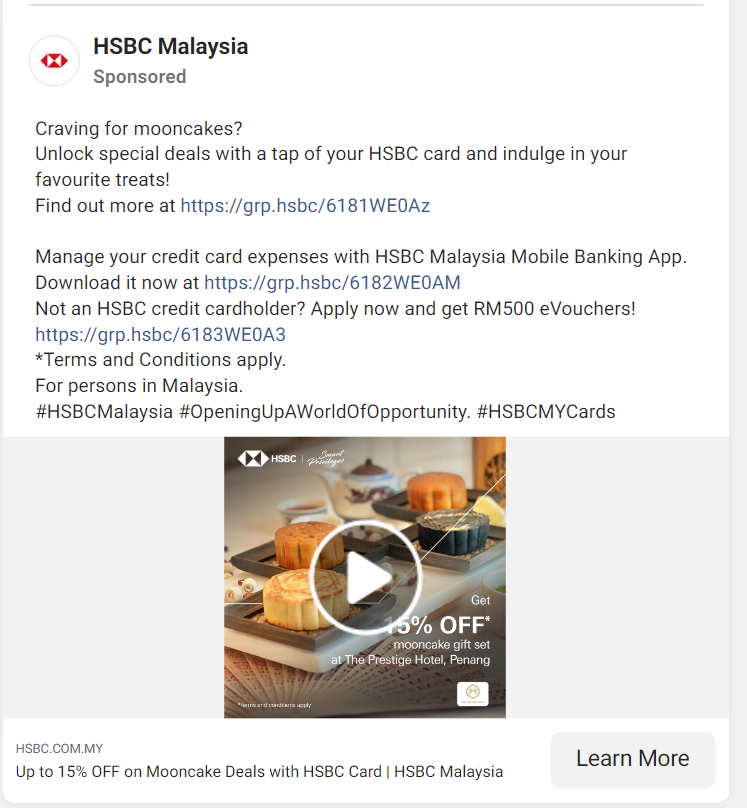 HSBC Malaysia
Sponsored
Craving for mooncakes?
Unlock special deals with a tap of your HSBC card and indulge in your
favourite treats!
Find out more at https://grp.hsbc/6181WE0Az
Manage your credit card expenses with HSBC Malaysia Mobile Banking App.
Download it now at https://grp.hsbc/6182WE0AM
Not an HSBC credit cardholder? Apply now and get RM500 eVouchers!
https://grp.hsbc/6183WE0A3
*Terms and Conditions apply.
For persons in Malaysia.
#HSBCMalaysia #OpeningUpAWorldOfOpportunity. #HSBCMYCards
HSBC | Smart
Privileges
Get
15% OFF*
mooncake gift set
at The Prestige Hotel, Penang
*Terms and conditions apply
HSBC.COM.MY
Up to 15% OFF on Mooncake Deals with HSBC Card | HSBC Malaysia
Learn More